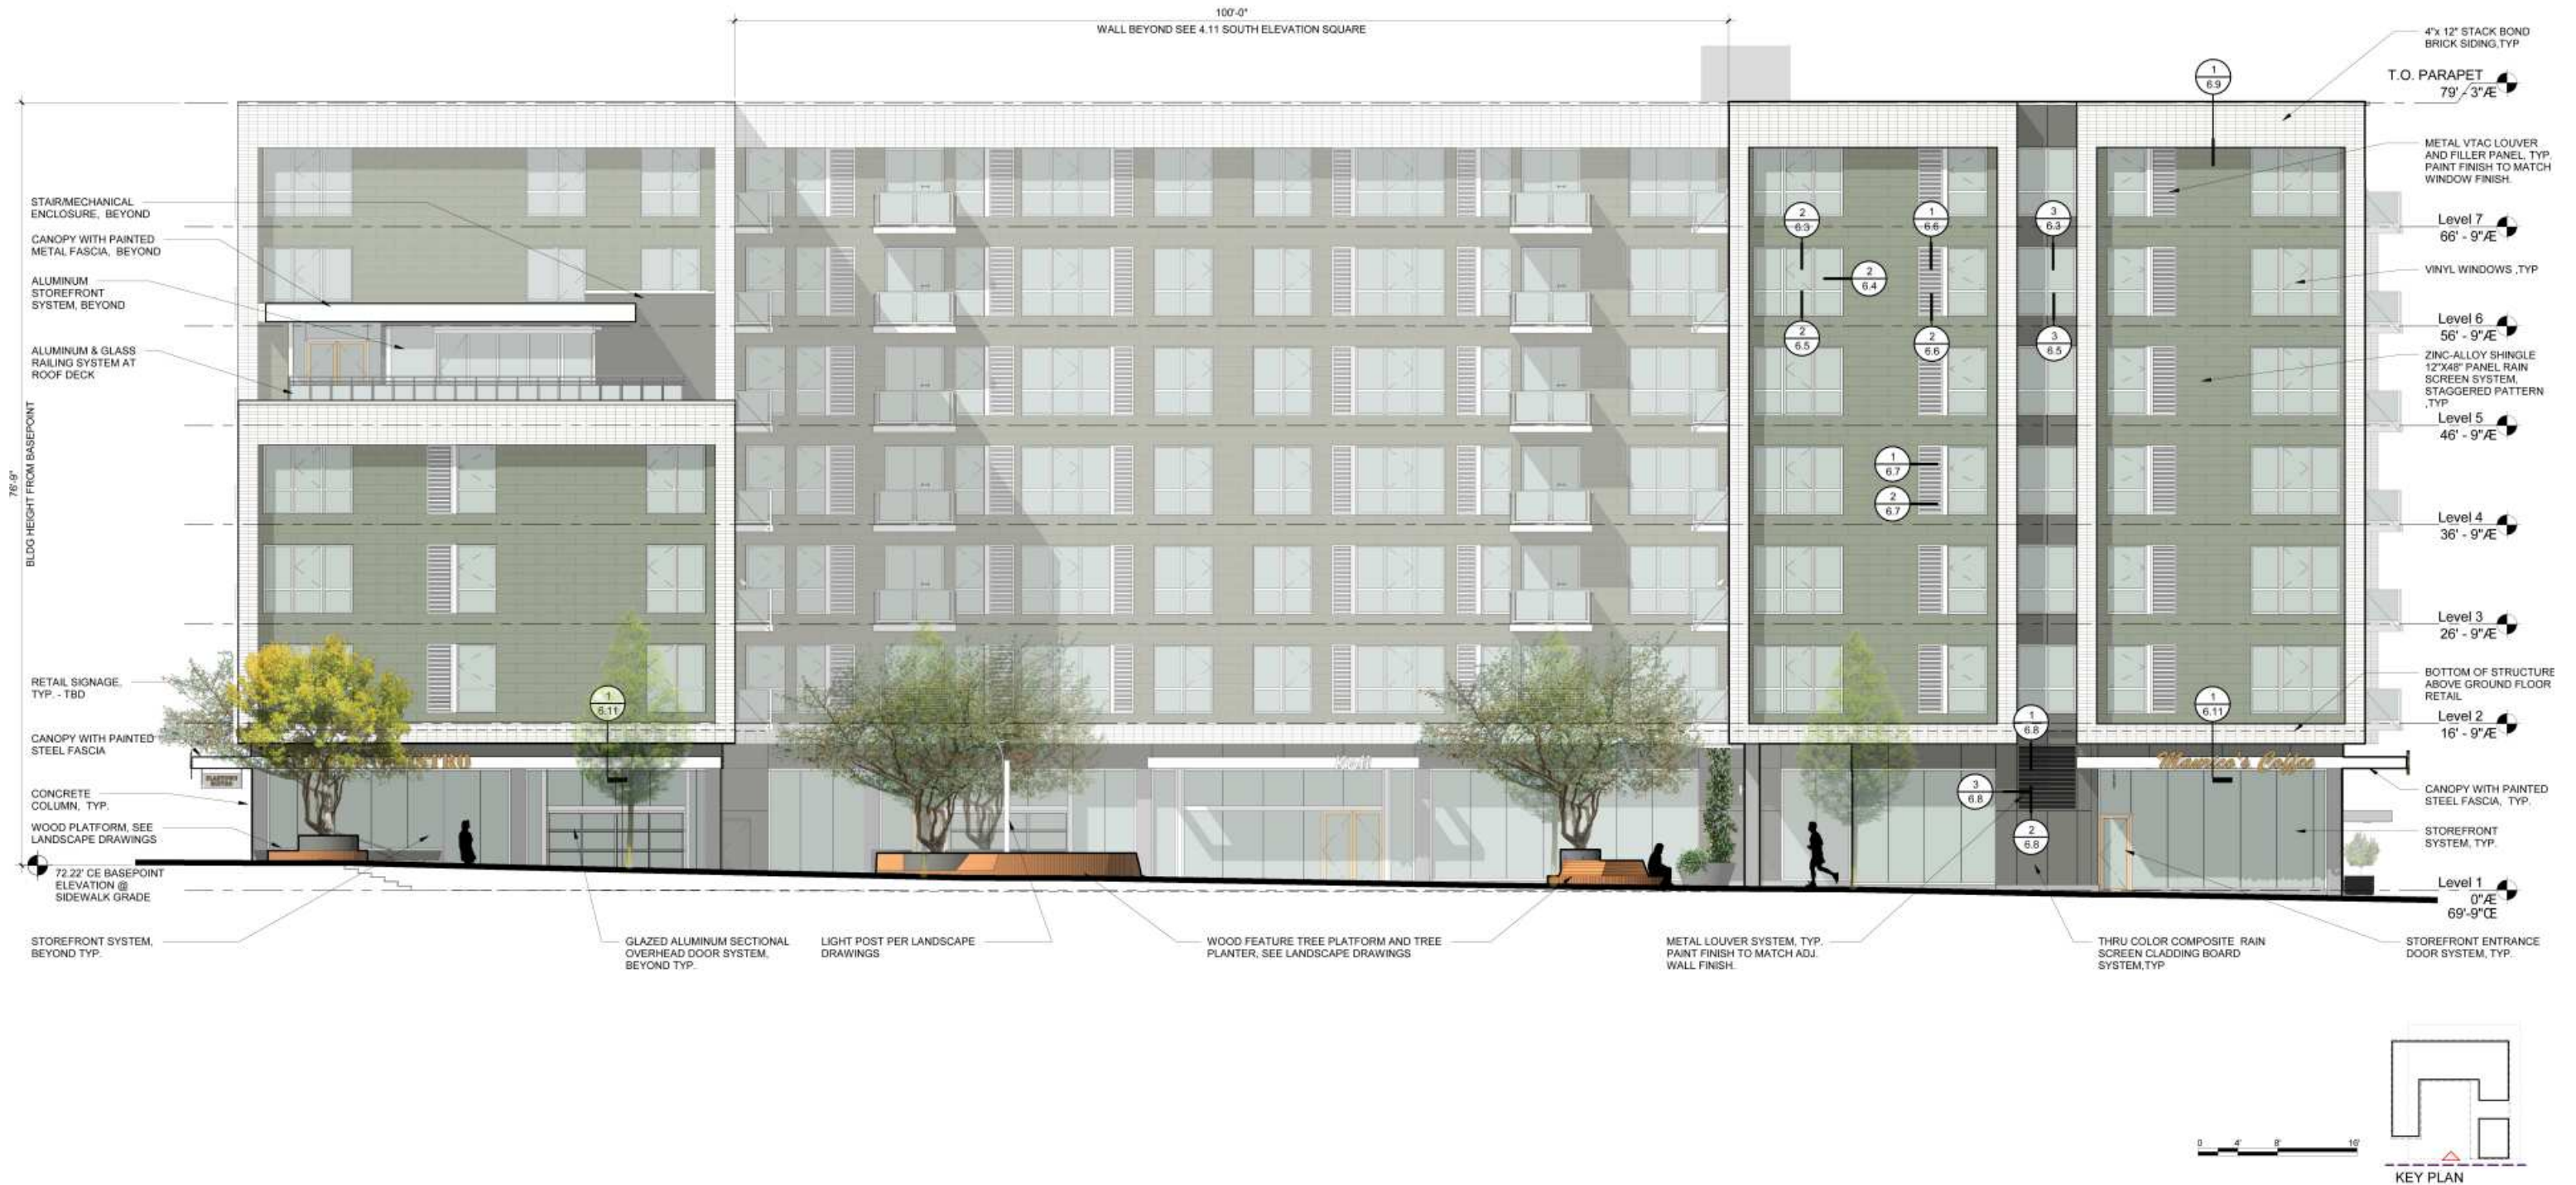 100'-0"
WALL BEYOND SEE 4.11 SOUTH ELEVATION SQUARE
4"x 12" STACK BOND
BRICK SIDING,TYP
T.O. PARAPET
79' - 3"Æ
1
6.9
METAL VTAC LOUVER
AND FILLER PANEL, TYP.
PAINT FINISH TO MATCH
WINDOW FINISH.
STAIR/MECHANICAL
ENCLOSURE, BEYOND
CANOPY WITH PAINTED
METAL FASCIA, BEYOND
ALUMINUM
STOREFRONT
SYSTEM, BEYOND
ALUMINUM & GLASS
RAILING SYSTEM AT
ROOF DECK
76'-9"
BLDG HEIGHT FROM BASEPOINT
2
6.3
1
6.6
3
6.3
2
6.4
2
6.5
2
6.6
3
6.5
1
6.7
2
6.7
Level 7
66' - 9"Æ
VINYL WINDOWS ,TYP
Level 6
56' - 9"Æ
ZINC-ALLOY SHINGLE
12"X48" PANEL RAIN
SCREEN SYSTEM,
STAGGERED PATTERN
,TYP
Level 5
46' - 9"Æ
Level 4
36' - 9"Æ
Level 3
26' - 9"Æ
BOTTOM OF STRUCTURE
ABOVE GROUND FLOOR
RETAIL
Level 2
16' - 9"Æ
RETAIL SIGNAGE,
TYP. - TBD
1
6.11
1
6.11
1
6.8
3
6.8
2
6.8
CANOPY WITH PAINTED
STEEL FASCIA
CONCRETE
COLUMN, TYP.
WOOD PLATFORM, SEE
LANDSCAPE DRAWINGS
Maurico's Coffee
CANOPY WITH PAINTED
STEEL FASCIA, TYP.
STOREFRONT
SYSTEM, TYP.
72.22' CE BASEPOINT
ELEVATION @
SIDEWALK GRADE
Level 1
0"Æ
69'-9"Œ
STOREFRONT SYSTEM,
BEYOND TYP.
GLAZED ALUMINUM SECTIONAL
OVERHEAD DOOR SYSTEM,
BEYOND TYP.
LIGHT POST PER LANDSCAPE
DRAWINGS
WOOD FEATURE TREE PLATFORM AND TREE
PLANTER, SEE LANDSCAPE DRAWINGS
METAL LOUVER SYSTEM, TYP.
PAINT FINISH TO MATCH ADJ.
WALL FINISH.
THRU COLOR COMPOSITE RAIN
SCREEN CLADDING BOARD
SYSTEM,TYP
STOREFRONT ENTRANCE
DOOR SYSTEM, TYP.
0 4' 8' 16'
KEY PLAN